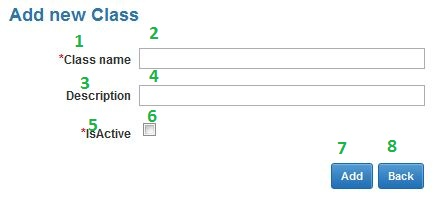 Add new Class
1 2
*Class name
3 4
Description
5 6
*IsActive
7 8
Add Back